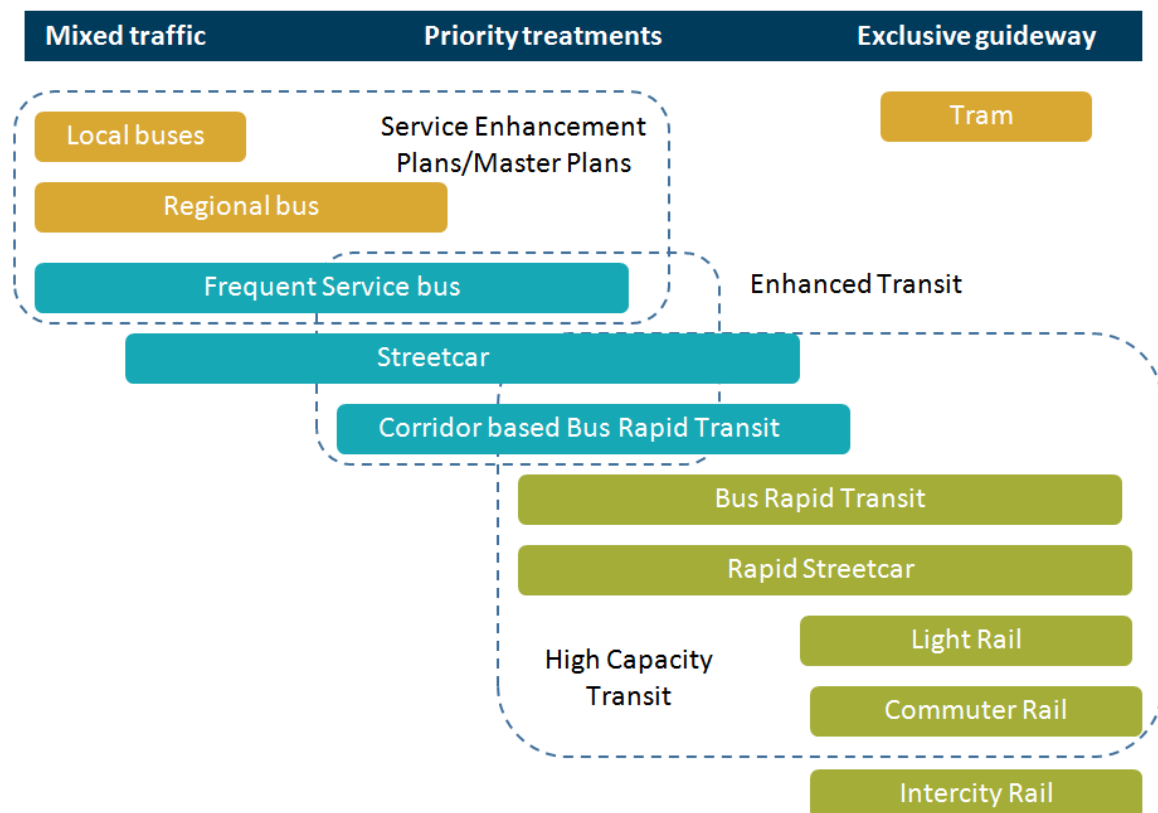 Mixed traffic
Priority treatments
Exclusive guideway
Local buses
Service Enhancement
Plans/Master Plans
Tram
Regional bus
Frequent Service bus
Enhanced Transit
Streetcar
Corridor based Bus Rapid Transit
Bus Rapid Transit
Rapid Streetcar
Light Rail
High Capacity
Transit
Commuter Rail
Intercity Rail